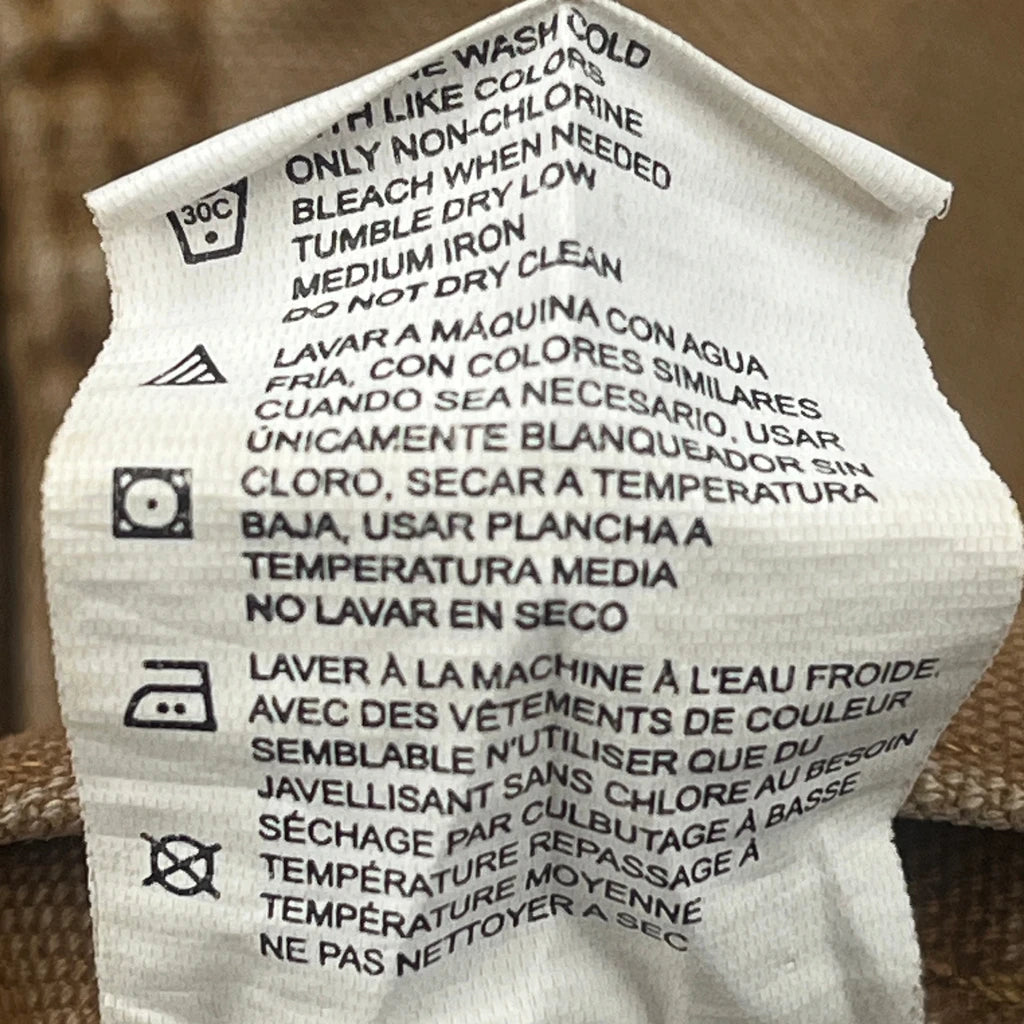 WASH COLD
LIKE COLORS
ONLY NON-CHLORINE
BLEACH WHEN NEEDED
TUMBLE DRY LOW
MEDIUM IRON
DO NOT DRY CLEAN
30C
LAVAR A MÁQUINA CON AGUA
FRÍA, CON COLORES SIMILARES
CUANDO SEA NECESARIO, USAR
ÚNICAMENTE BLANQUEADOR SIN
CLORO, SECAR A TEMPERATURA
BAJA, USAR PLANCHA A
TEMPERATURA MEDIA
NO LAVAR EN SECO
LAVER À LA MACHINE À L'EAU FROIDE,
AVEC DES VÊTEMENTS DE COULEUR
SEMBLABLE N'UTILISER QUE DU
JAVELLISANT SANS CHLORE AU BESOIN
SÉCHAGE PAR CULBUTAGE À BASSE
TEMPÉRATURE REPASSAGE À
TEMPÉRATURE MOYENNE
NE PAS NETTOYER A SEC